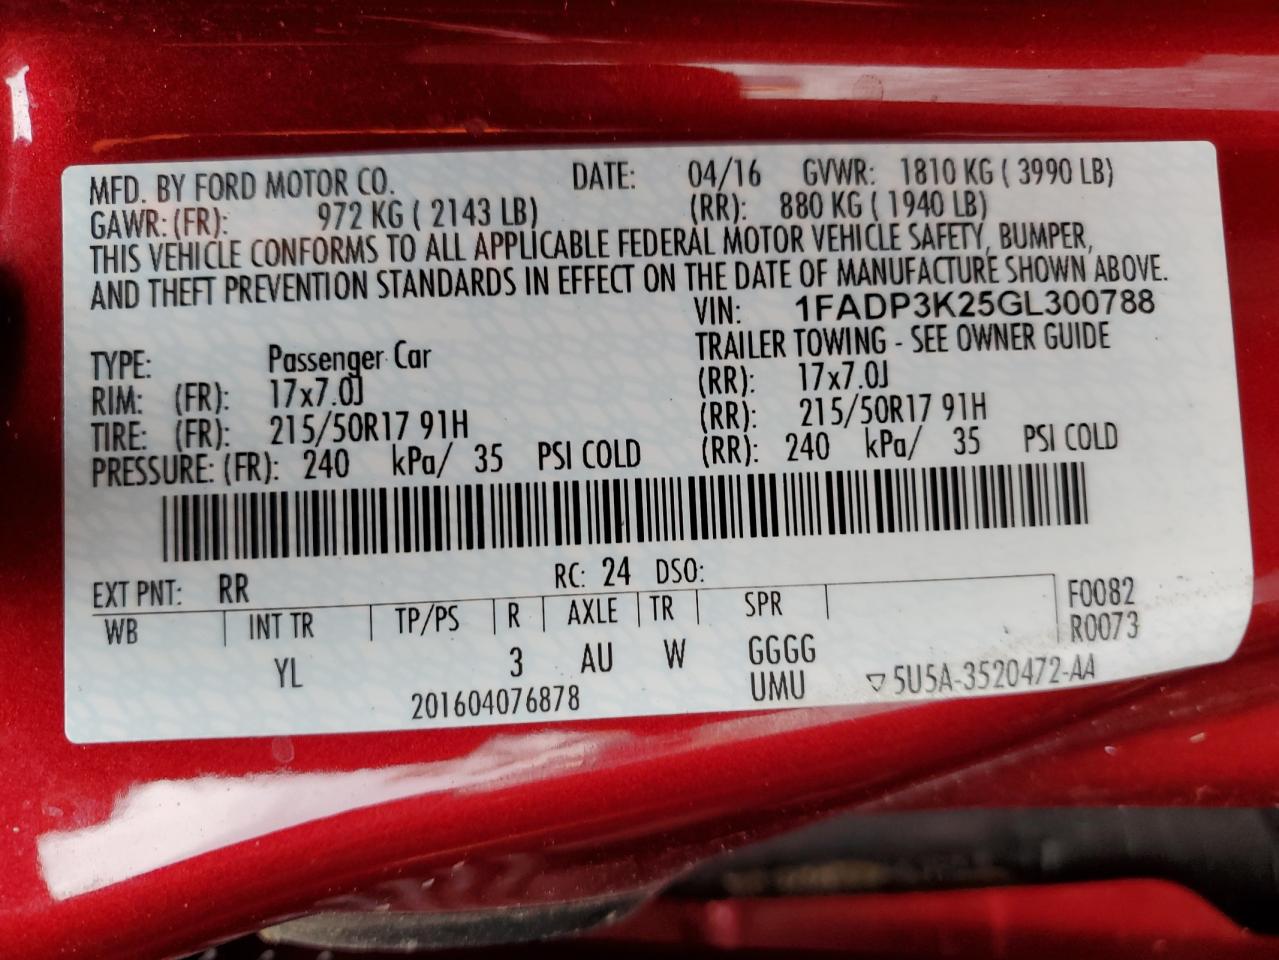 MFD. BY FORD MOTOR CO. DATE: 04/16 GVWR: 1810 KG ( 3990 LB)
GAWR: (FR): 972 KG ( 2143 LB) (RR): 880 KG ( 1940 LB)
THIS VEHICLE CONFORMS TO ALL APPLICABLE FEDERAL MOTOR VEHICLE SAFETY, BUMPER,
AND THEFT PREVENTION STANDARDS IN EFFECT ON THE DATE OF MANUFACTURE SHOWN ABOVE.
VIN: 1FADP3K25GL300788
TYPE: Passenger Car TRAILER TOWING - SEE OWNER GUIDE
RIM: (FR): 17x7.0J (RR): 17x7.0J
TIRE: (FR): 215/50R17 91H (RR): 215/50R17 91H
PRESSURE: (FR): 240 kPa/ 35 PSI COLD (RR): 240 kPa/ 35 PSI COLD
EXT PNT: RR RC: 24 DSO:
WB INT TR TP/PS R AXLE TR SPR F0082
R0073
YL 3 AU W GGGG
201604076878 UMU ▽ 5U5A-3520472-AA